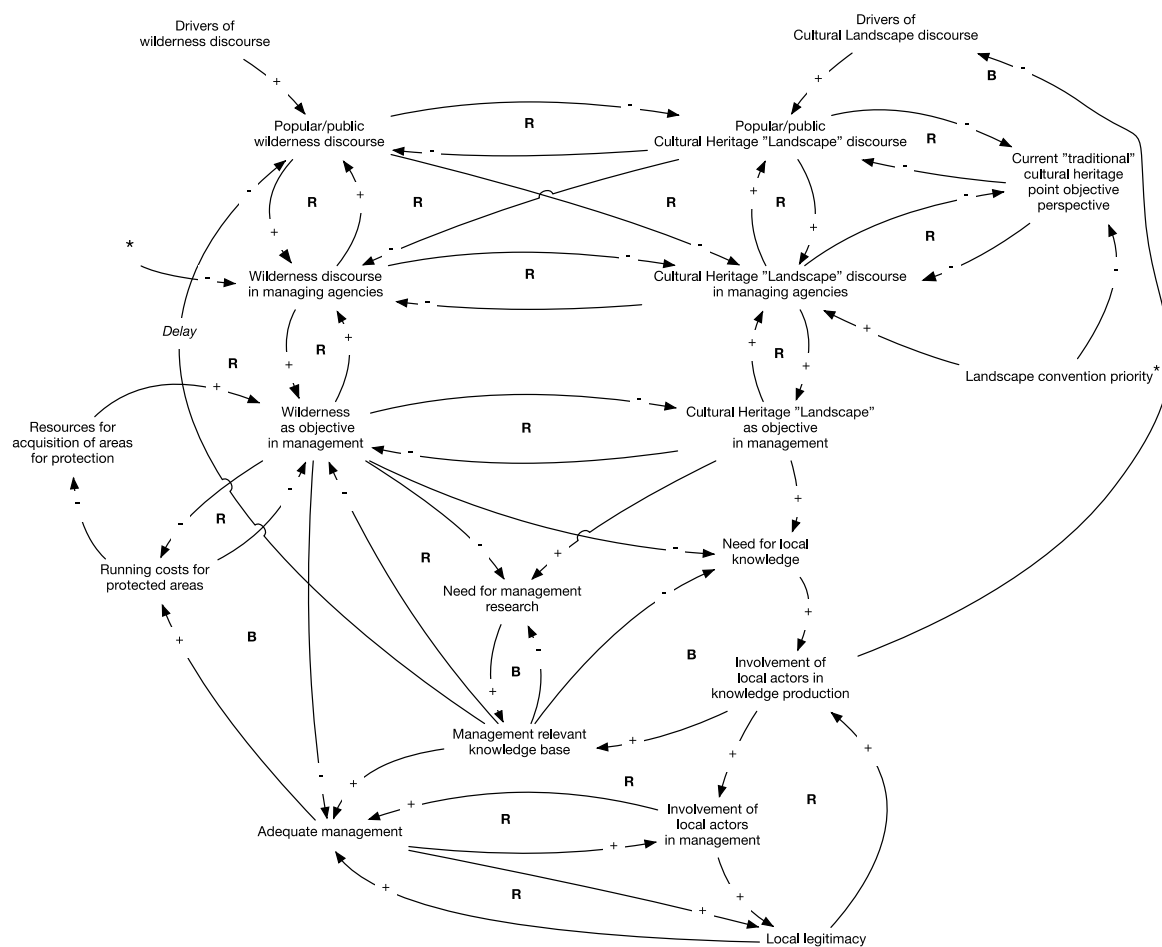 Drivers of
wilderness discourse
Drivers of
Cultural Landscape discourse
-
B
+
+
-
R
-
Popular/public
wilderness discourse
Popular/public
Cultural Heritage "Landscape" discourse
-
-
R
Current "traditional"
cultural heritage
point objective
perspective
-
-
+
+
+
R
R
R
R
+
+
*
-
-
-
+
-
R
-
-
Wilderness discourse
in managing agencies
R
Cultural Heritage "Landscape" discourse
in managing agencies
-
-
-
Delay
+
+
+
R
R
+
R
+
+
Landscape convention priority*
Resources for
acquisition of areas
for protection
Wilderness
as objective
in management
-
R
-
Cultural Heritage "Landscape"
as objective
in management
-
-
-
+
-
R
-
Running costs for
protected areas
R
-
+
-
Need for local
knowledge
Need for management
research
-
+
+
B
-
+
B
B
Involvement of
local actors in
knowledge production
Management relevant
knowledge base
+
+
+
-
+
R
R
+
R
Involvement of
local actors
in management
Adequate management
+
+
R
+
+
Local legitimacy